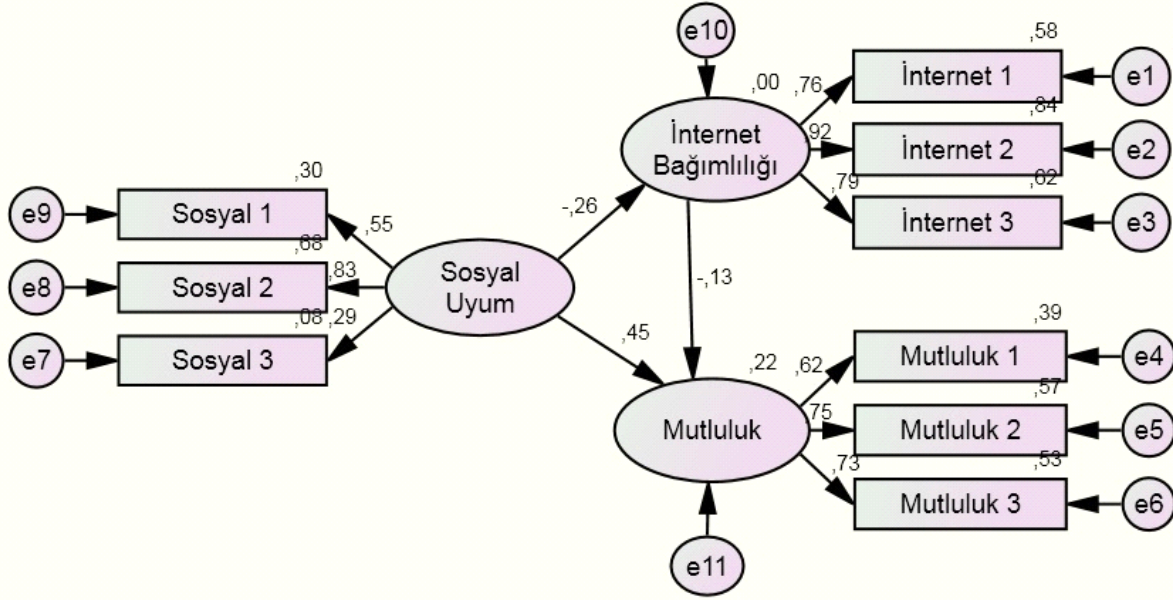 e10
,58
,00
,76
İnternet 1
e1
İnternet
Bağımlılığı
,84
,92
İnternet 2
e2
,62
,79
İnternet 3
e3
,30
e9
Sosyal 1
,55
-,26
,68
e8
Sosyal 2
,83
Sosyal
Uyum
-,13
,08
,29
e7
Sosyal 3
,45
,39
,22
,62
Mutluluk 1
e4
Mutluluk
,57
,75
Mutluluk 2
e5
,53
,73
Mutluluk 3
e6
e11